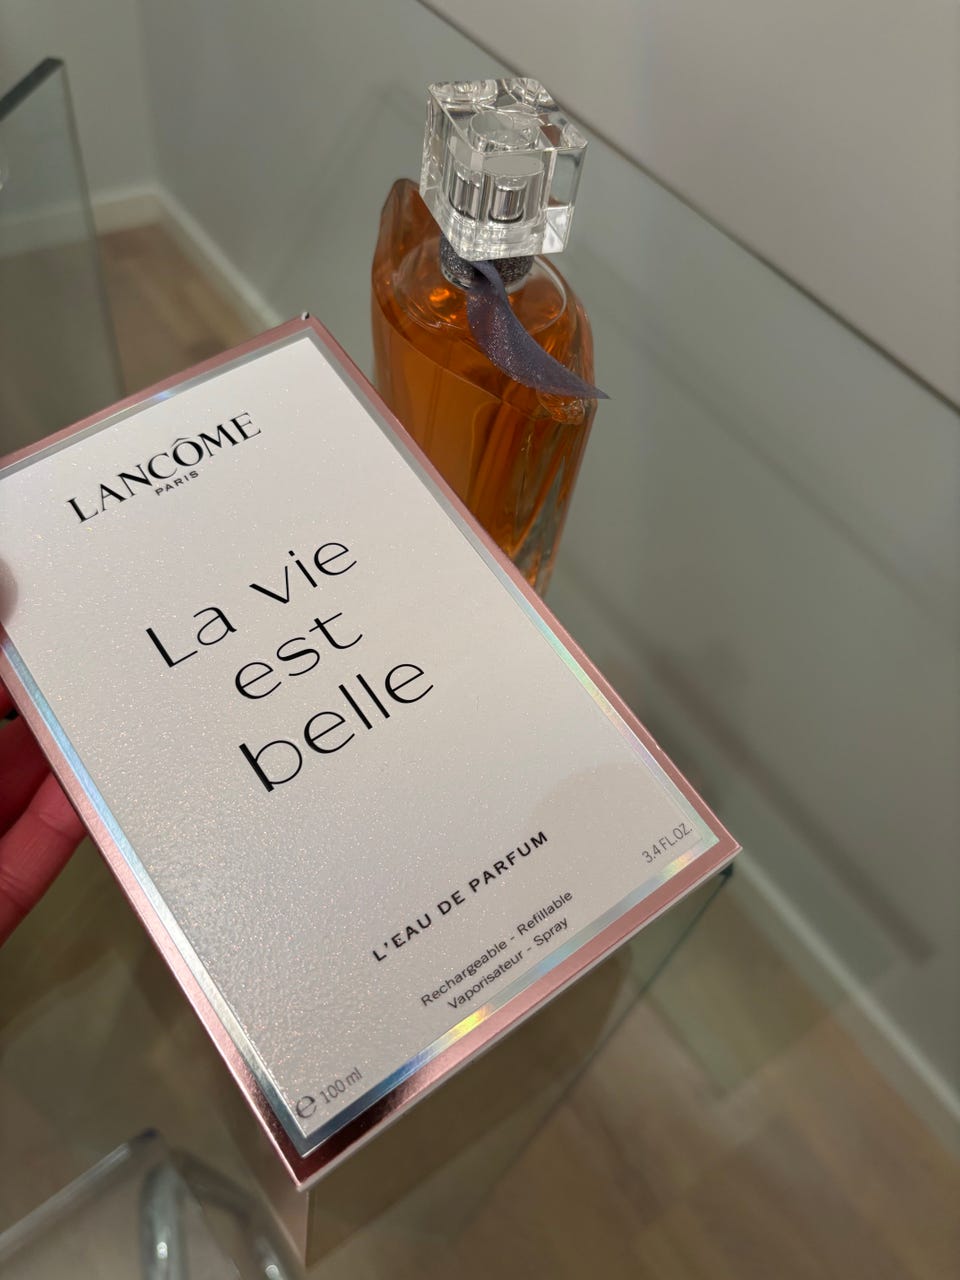 LANCÔME
PARIS
La vie
est
belle
L'EAU DE PARFUM
Rechargeable - Refillable
Vaporisateur - Spray
3.4 FL.OZ.
e 100 ml